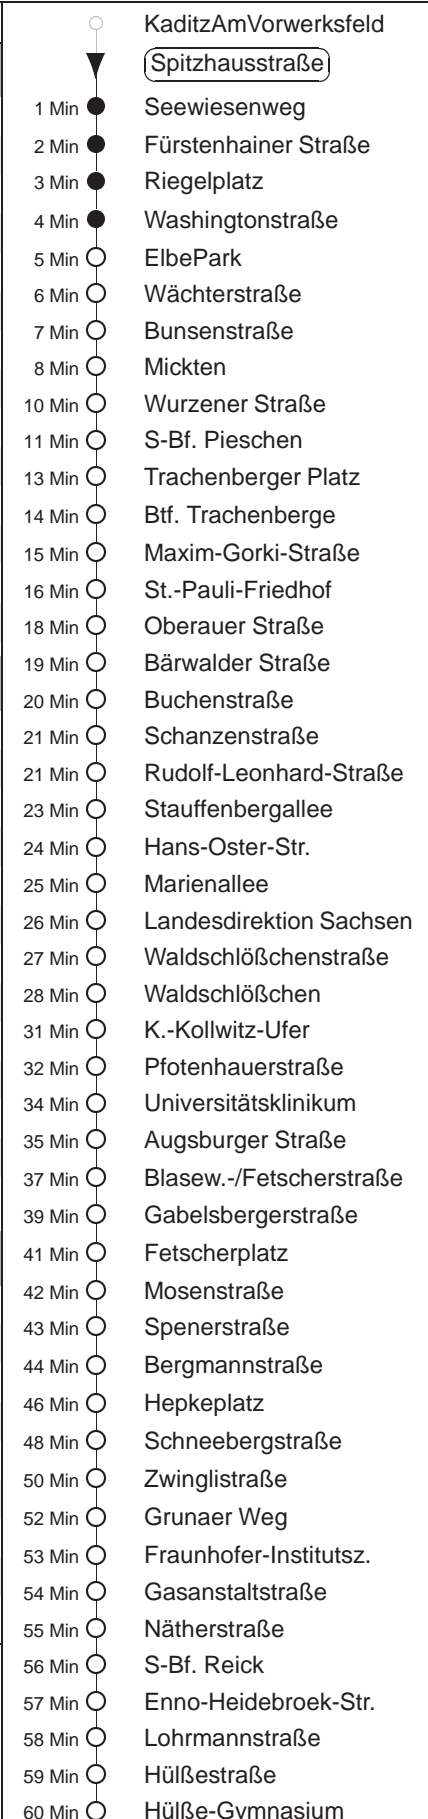 KaditzAmVorwerksfeld
Spitzhausstraße
1 Min Seewiesenweg
2 Min Fürstenhainer Straße
3 Min Riegelplatz
4 Min Washingtonstraße
5 Min ElbePark
6 Min Wächterstraße
7 Min Bunsenstraße
8 Min Mickten
10 Min Wurzener Straße
11 Min S-Bf. Pieschen
13 Min Trachenberger Platz
14 Min Btf. Trachenberge
15 Min Maxim-Gorki-Straße
16 Min St.-Pauli-Friedhof
18 Min Oberauer Straße
19 Min Bärwalder Straße
20 Min Buchenstraße
21 Min Schanzenstraße
21 Min Rudolf-Leonhard-Straße
23 Min Stauffenbergallee
24 Min Hans-Oster-Str.
25 Min Marienallee
26 Min Landesdirektion Sachsen
27 Min Waldschlößchenstraße
28 Min Waldschlößchen
31 Min K.-Kollwitz-Ufer
32 Min Pfotenhauerstraße
34 Min Universitätsklinikum
35 Min Augsburger Straße
37 Min Blasew.-/Fetscherstraße
39 Min Gabelsbergerstraße
41 Min Fetscherplatz
42 Min Mosenstraße
43 Min Spenerstraße
44 Min Bergmannstraße
46 Min Hepkeplatz
48 Min Schneebergstraße
50 Min Zwinglistraße
52 Min Grunaer Weg
53 Min Fraunhofer-Institutsz.
54 Min Gasanstaltstraße
55 Min Nätherstraße
56 Min S-Bf. Reick
57 Min Enno-Heidebroek-Str.
58 Min Lohrmannstraße
59 Min Hülßestraße
60 Min Hülße-Gymnasium